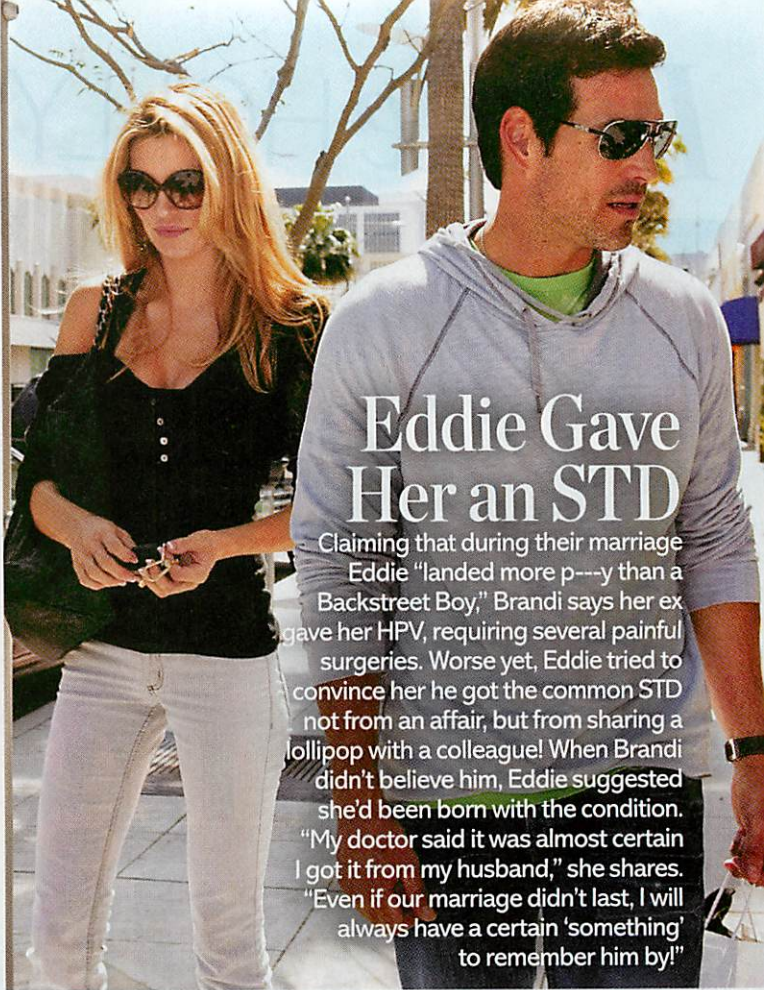 Eddie Gave
Her an STD
Claiming that during their marriage
Eddie “landed more p---y than a
Backstreet Boy,” Brandi says her ex
gave her HPV, requiring several painful
surgeries. Worse yet, Eddie tried to
convince her he got the common STD
not from an affair, but from sharing a
lollipop with a colleague! When Brandi
didn’t believe him, Eddie suggested
she’d been born with the condition.
“My doctor said it was almost certain
I got it from my husband,” she shares.
“Even if our marriage didn’t last, I will
always have a certain ‘something’
to remember him by!”